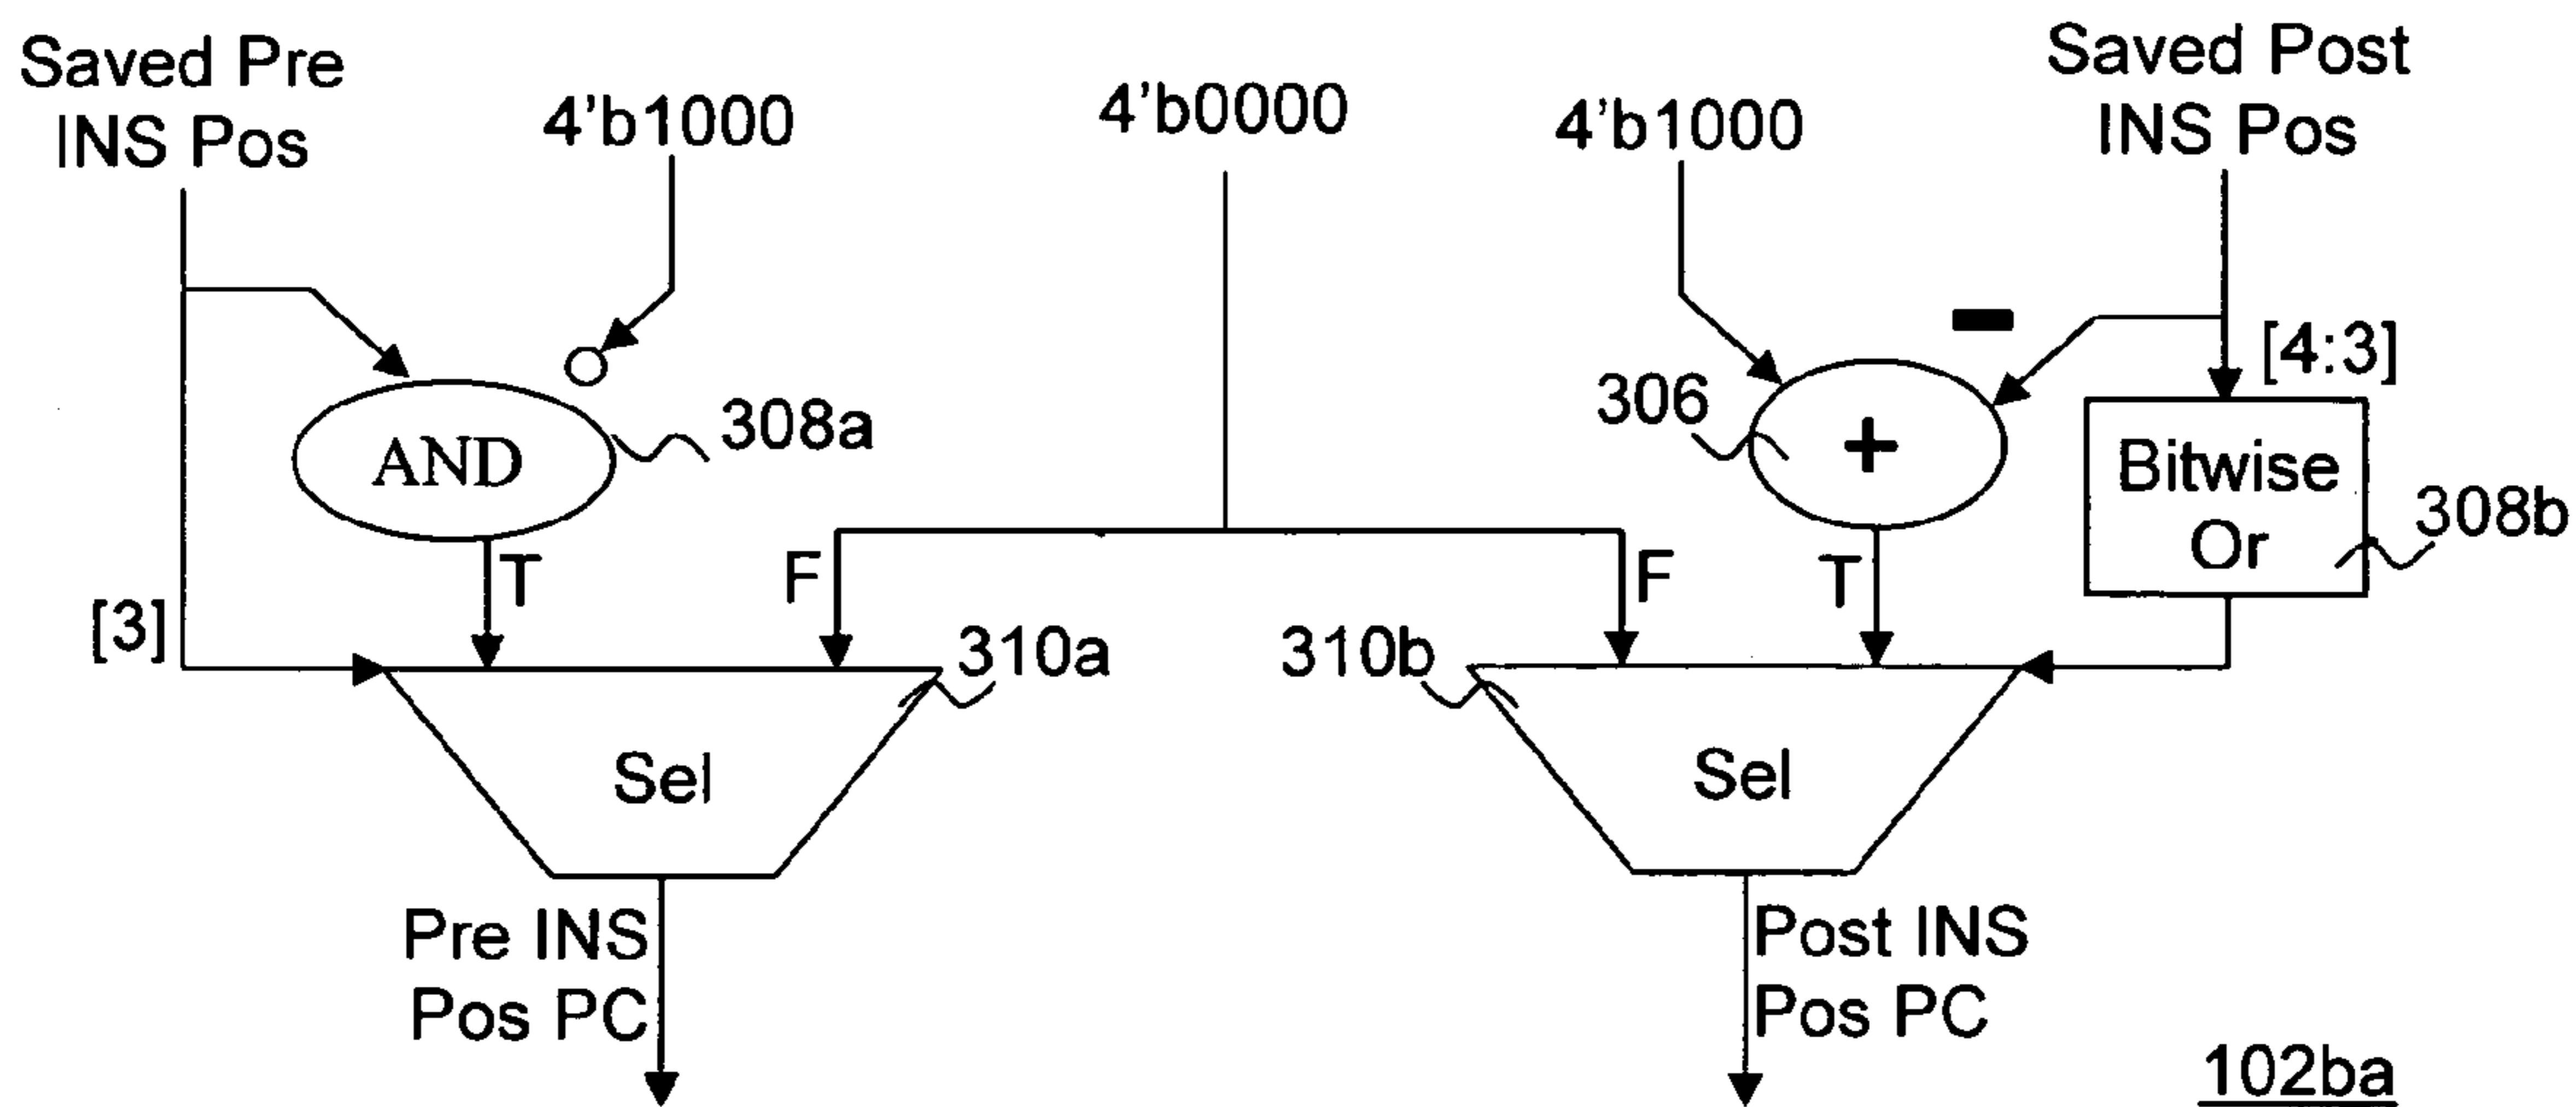 Saved Pre
INS Pos
4'b1000
4'b0000
4'b1000
Saved Post
INS Pos
[4:3]
AND
308a
306
+
Bitwise
Or
308b
[3]
T
F
F
T
310a
310b
Sel
Sel
Pre INS
Pos PC
Post INS
Pos PC
102ba